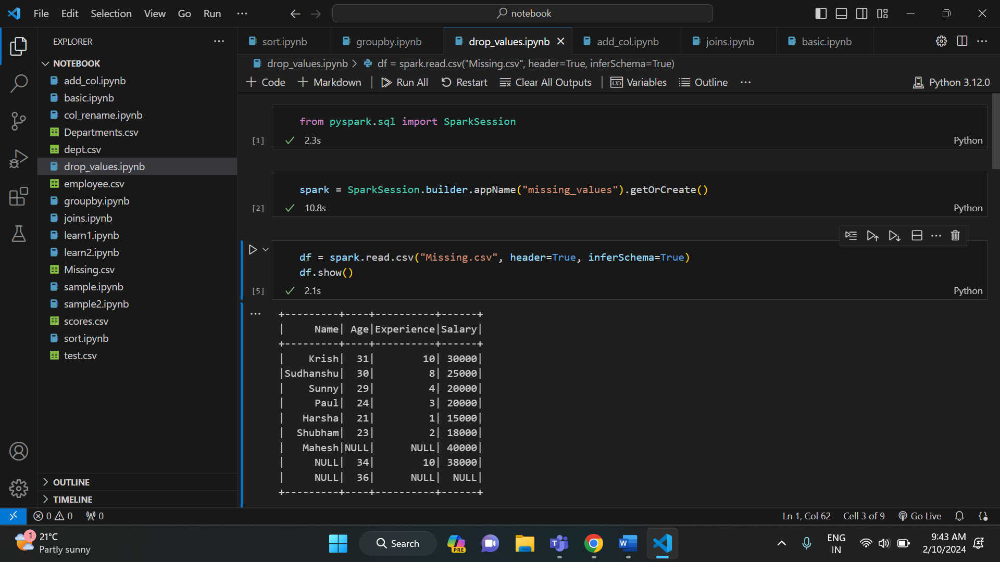 File Edit Selection View Go Run ··· notebook
EXPLORER ···
sort.ipynb groupby.ipynb drop_values.ipynb add_col.ipynb joins.ipynb basic.ipynb
drop_values.ipynb > df = spark.read.csv("Missing.csv", header=True, inferSchema=True)
+ Code + Markdown | Run All Restart Clear All Outputs | Variables Outline ··· Python 3.12.0
NOTEBOOK
add_col.ipynb
basic.ipynb
col_rename.ipynb
Departments.csv
dept.csv
drop_values.ipynb
employee.csv
groupby.ipynb
joins.ipynb
learn1.ipynb
learn2.ipynb
Missing.csv
sample.ipynb
sample2.ipynb
scores.csv
sort.ipynb
test.csv
OUTLINE
TIMELINE
from pyspark.sql import SparkSession
[1] 2.3s Python
spark = SparkSession.builder.appName("missing_values").getOrCreate()
[2] 10.8s Python
df = spark.read.csv("Missing.csv", header=True, inferSchema=True)
df.show()
[5] 2.1s Python
+---------+----+----------+------+
|     Name| Age|Experience|Salary|
+---------+----+----------+------+
|    Krish|  31|        10| 30000|
|Sudhanshu|  30|         8| 25000|
|    Sunny|  29|         4| 20000|
|     Paul|  24|         3| 20000|
|   Harsha|  21|         1| 15000|
|  Shubham|  23|         2| 18000|
|   Mahesh|NULL|      NULL| 40000|
|     NULL|  34|        10| 38000|
|     NULL|  36|      NULL|  NULL|
+---------+----+----------+------+
0 0 0 Ln 1, Col 62 Cell 3 of 9 Go Live
1 21°C
Partly sunny
Search
PRE
ENG
IN
9:43 AM
2/10/2024